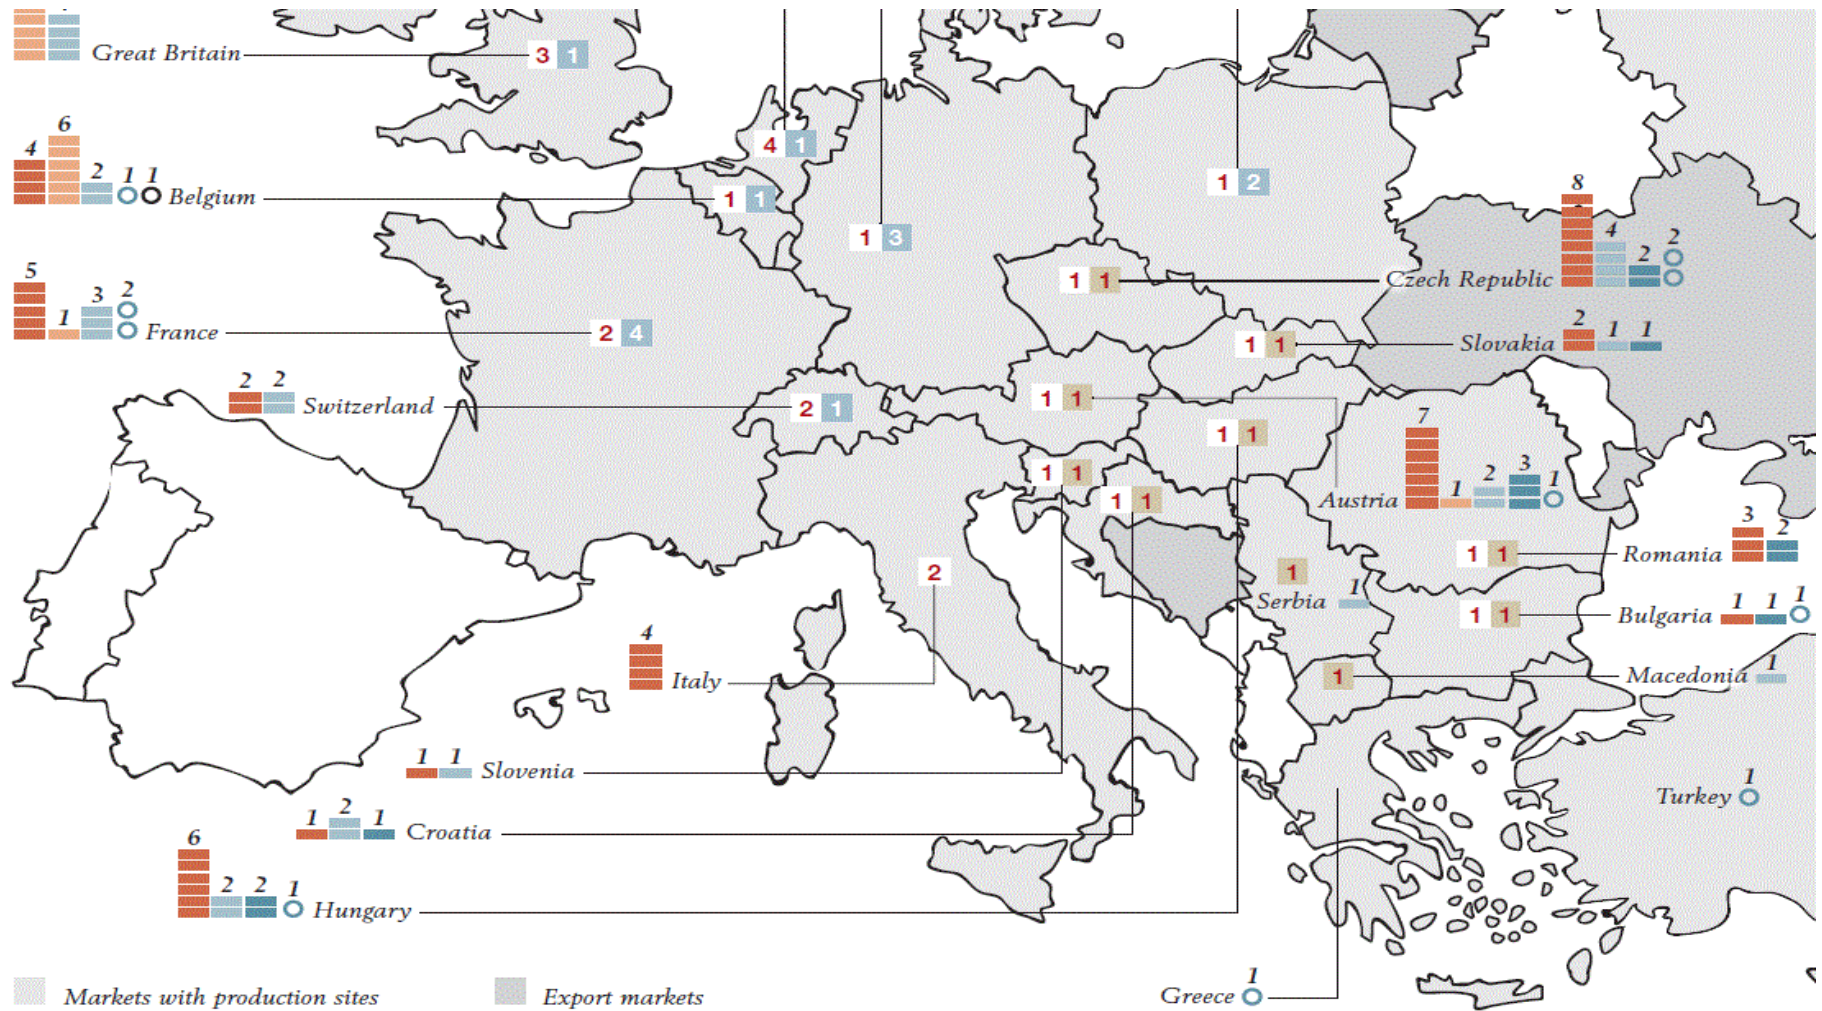 Great Britain
3 1
4 1
4 6 2 1 1 Belgium
1 1
1 2
1 3
8 4 2 2
Czech Republic
1 1
5 1 3 2
France
2 4
2 1 1
Slovakia
1 1
2 2
Switzerland
2 1
1 1
7 1 2 3 1
Austria
1 1
1 1
1 1
3 2
Romania
1 1
2
1
Serbia 1
1 1 1
Bulgaria
1 1
4
Italy
1
Macedonia 1
1 1
Slovenia
Turkey 1
1 2 1
Croatia
6 2 2 1
Hungary
Greece 1
Markets with production sites
Export markets